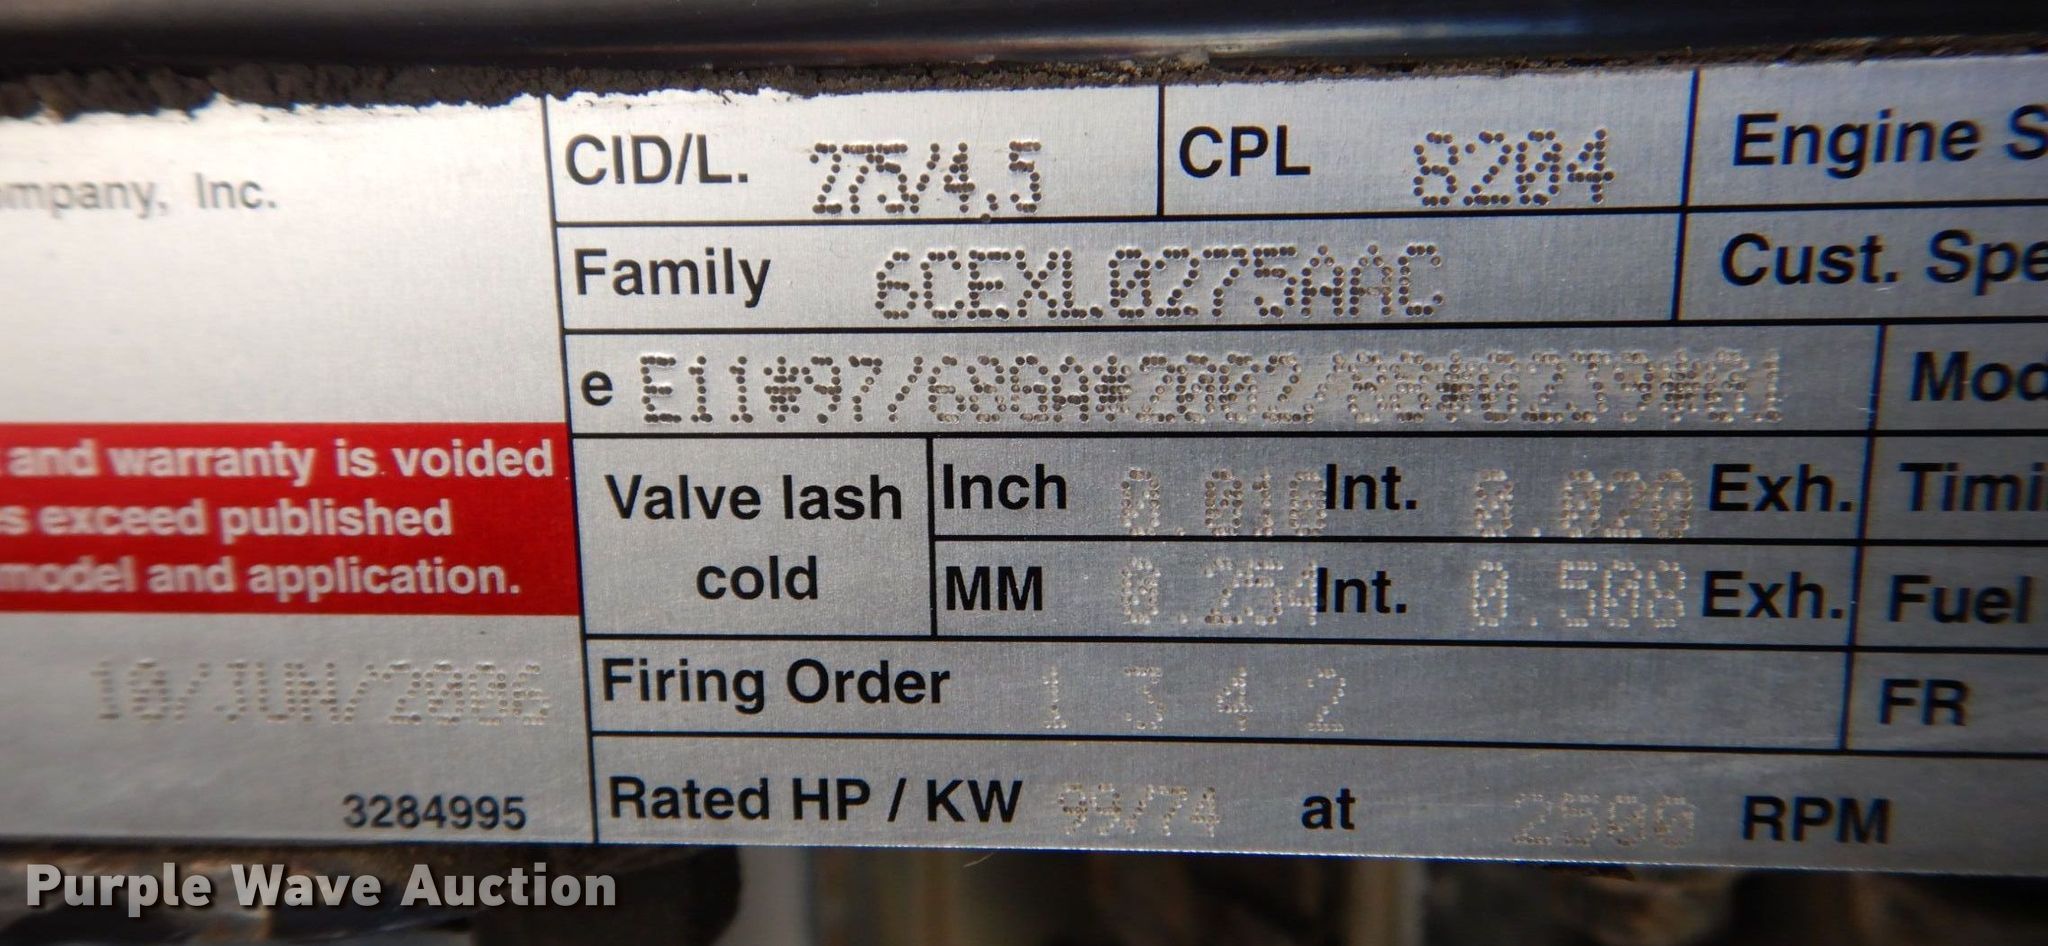 ompany, Inc.
and warranty is voided
s exceed published
model and application.
10/JUN/2006
3284995
CID/L. 275/4.5 CPL 8204 Engine S
Family 6CEXL0275AAC Cust. Spe
e E11*97/68GA*2002/88*0239*01 Mod
Valve lash cold
Inch 0.010 Int. 0.020 Exh. Timi
MM 0.254 Int. 0.508 Exh. Fuel
Firing Order 1 3 4 2 FR
Rated HP / KW 99/74 at 2500 RPM
Purple Wave Auction